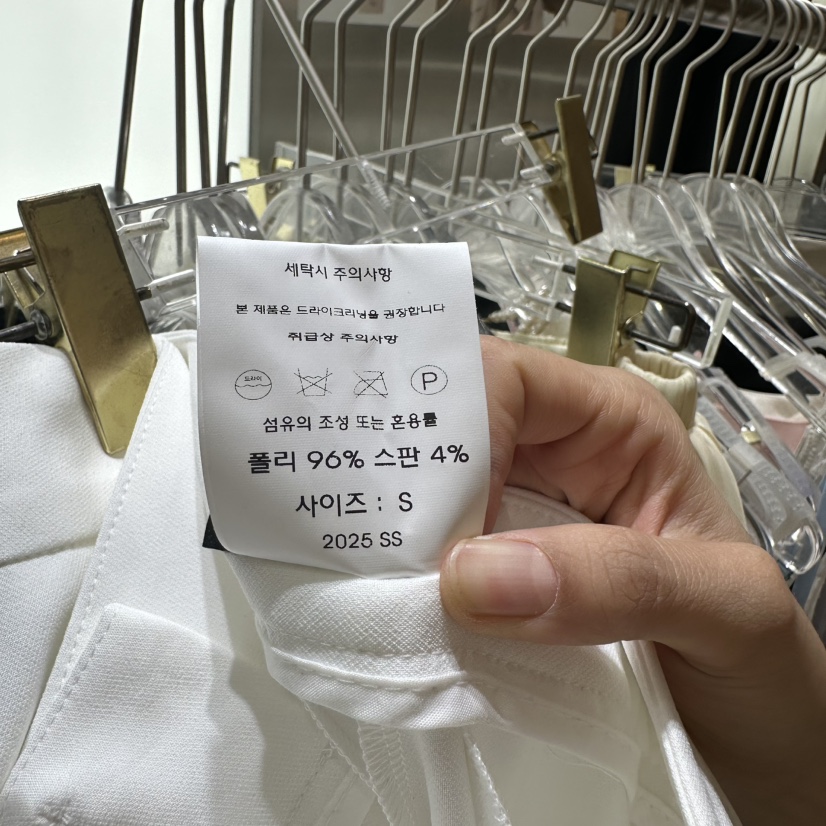 세탁시 주의사항
본 제품은 드라이크리닝을 권장합니다
취급상 주의사항
드라이 P
섬유의 조성 또는 혼용률
폴리 96% 스판 4%
사이즈 : S
2025 SS